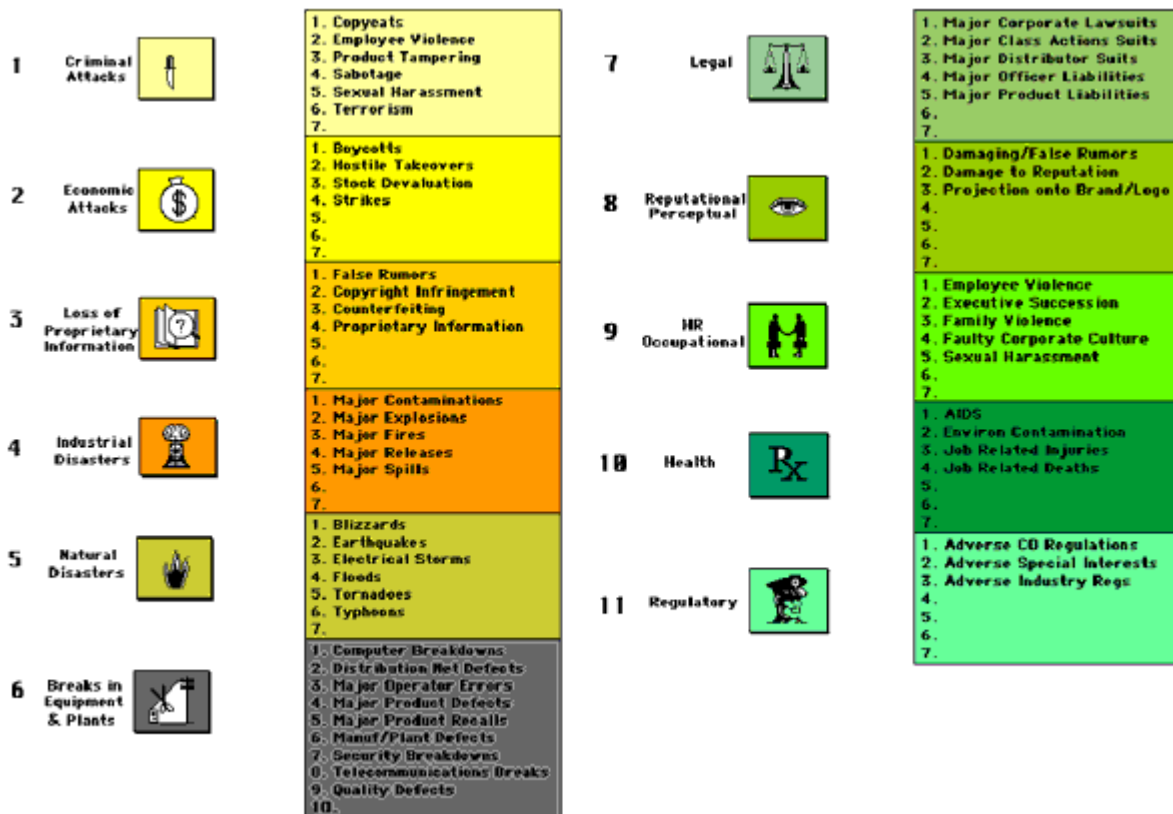 1 Criminal
Attacks
1. Copycats
2. Employee Violence
3. Product Tampering
4. Sabotage
5. Sexual Harassment
6. Terrorism
7.
2 Economic
Attacks
1. Boycotts
2. Hostile Takeovers
3. Stock Devaluation
4. Strikes
5.
6.
7.
3 Loss of
Proprietary
Information
1. False Rumors
2. Copyright Infringement
3. Counterfeiting
4. Proprietary Information
5.
6.
7.
4 Industrial
Disasters
1. Major Contaminations
2. Major Explosions
3. Major Fires
4. Major Releases
5. Major Spills
6.
7.
5 Natural
Disasters
1. Blizzards
2. Earthquakes
3. Electrical Storms
4. Floods
5. Tornadoes
6. Typhoons
7.
6 Breaks in
Equipment
& Plants
1. Computer Breakdowns
2. Distribution Net Defects
3. Major Operator Errors
4. Major Product Defects
5. Major Product Recalls
6. Manuf/Plant Defects
7. Security Breakdowns
8. Telecommunications Breaks
9. Quality Defects
10.
7 Legal
1. Major Corporate Lawsuits
2. Major Class Actions Suits
3. Major Distributor Suits
4. Major Officer Liabilities
5. Major Product Liabilities
6.
7.
8 Reputational
Perceptual
1. Damaging/False Rumors
2. Damage to Reputation
3. Projection onto Brand/Logo
4.
5.
6.
7.
9 HR
Occupational
1. Employee Violence
2. Executive Succession
3. Family Violence
4. Faulty Corporate Culture
5. Sexual Harassment
6.
7.
10 Health
Rx
1. AIDS
2. Environ Contamination
3. Job Related Injuries
4. Job Related Deaths
5.
6.
7.
11 Regulatory
1. Adverse CO Regulations
2. Adverse Special Interests
3. Adverse Industry Regs
4.
5.
6.
7.